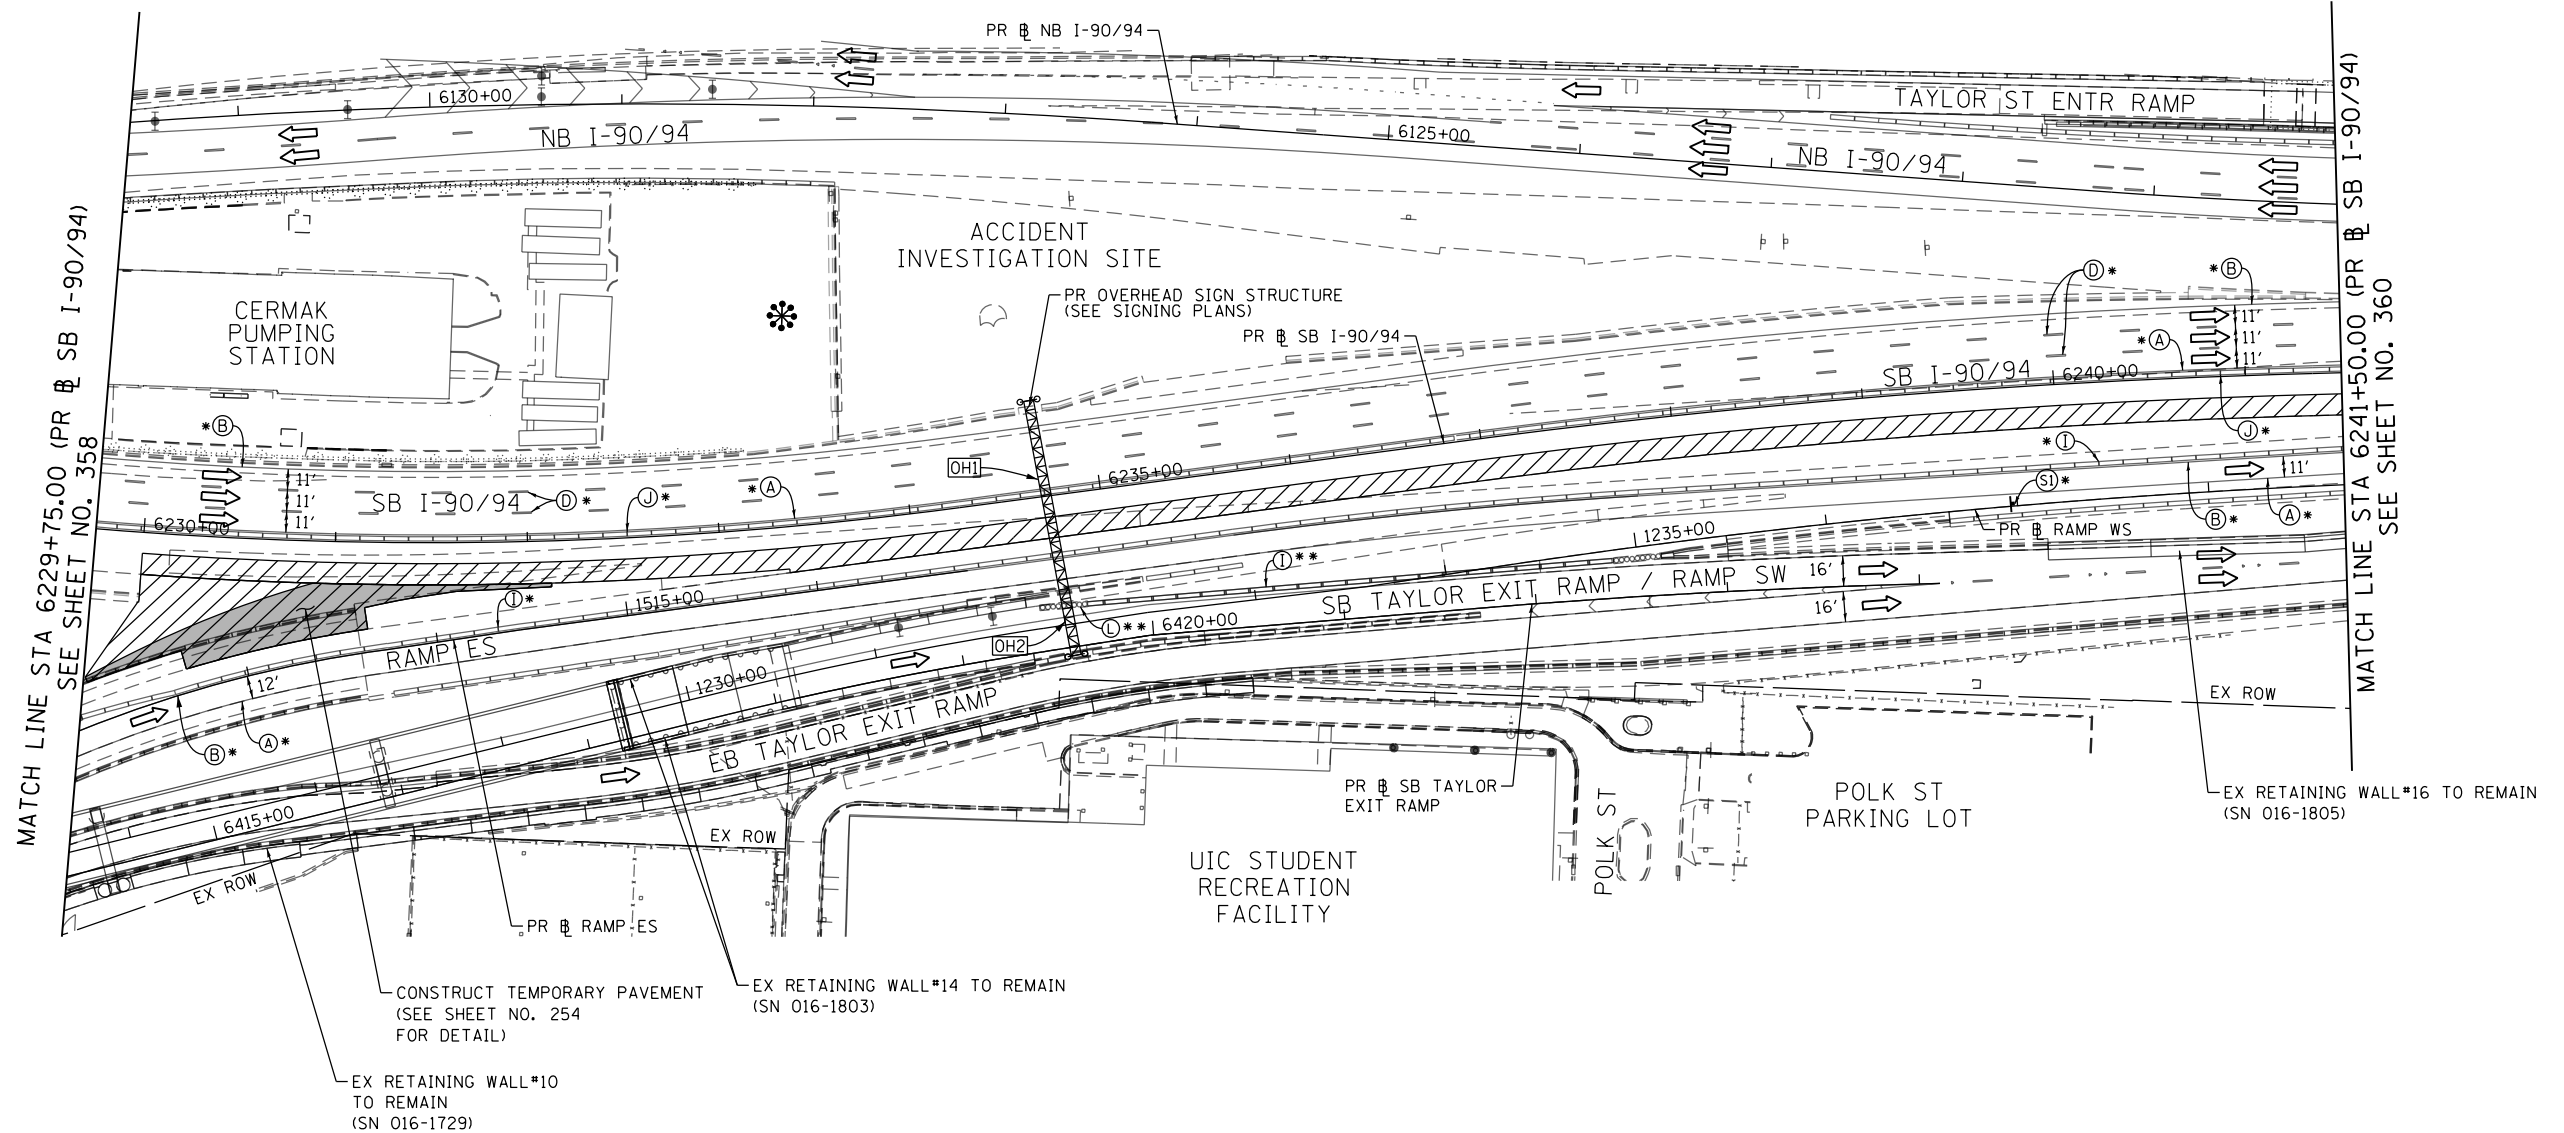 PR ⅊ NB I-90/94
6130+00
NB I-90/94
6125+00
TAYLOR ST ENTR RAMP
NB I-90/94
MATCH LINE STA 6229+75.00 (PR ⅊ SB I-90/94)
SEE SHEET NO. 358
MATCH LINE STA 6241+50.00 (PR ⅊ SB I-90/94)
SEE SHEET NO. 360
CERMAK
PUMPING
STATION
ACCIDENT
INVESTIGATION SITE
PR OVERHEAD SIGN STRUCTURE
(SEE SIGNING PLANS)
PR ⅊ SB I-90/94
D*
*B
11'
11'
11'
*A
SB I-90/94
6240+00
J*
*I
11'
S1*
B*
A*
*B
11'
11'
11'
SB I-90/94
6230+00
D*
J*
*A
OH1
6235+00
1235+00
PR ⅊ RAMP WS
I**
SB TAYLOR EXIT RAMP / RAMP SW
16'
16'
I*
1515+00
RAMP ES
12'
B*
A*
L**
6420+00
OH2
1230+00
EB TAYLOR EXIT RAMP
6415+00
EX ROW
EX ROW
EX ROW
PR ⅊ SB TAYLOR
EXIT RAMP
POLK ST
POLK ST
PARKING LOT
EX RETAINING WALL#16 TO REMAIN
(SN 016-1805)
UIC STUDENT
RECREATION
FACILITY
PR ⅊ RAMP ES
CONSTRUCT TEMPORARY PAVEMENT
(SEE SHEET NO. 254
FOR DETAIL)
EX RETAINING WALL#14 TO REMAIN
(SN 016-1803)
EX RETAINING WALL#10
TO REMAIN
(SN 016-1729)